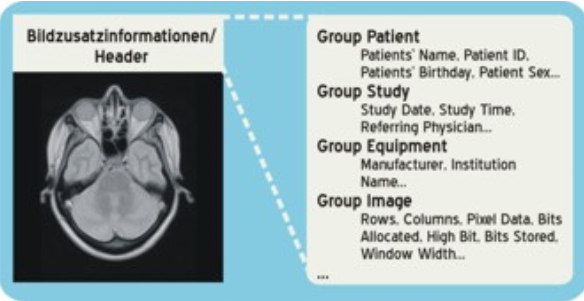 Bildzusatzinformationen/
Header
Group Patient
Patients' Name, Patient ID,
Patients' Birthday, Patient Sex...
Group Study
Study Date, Study Time,
Referring Physician...
Group Equipment
Manufacturer, Institution
Name...
Group Image
Rows, Columns, Pixel Data, Bits
Allocated, High Bit, Bits Stored,
Window Width...
...